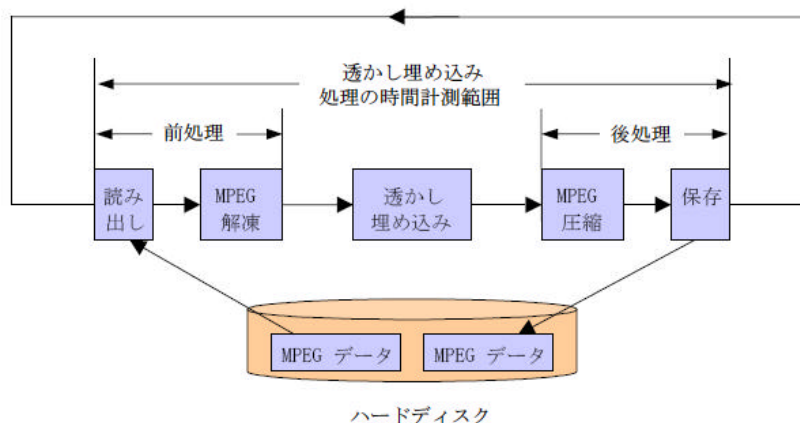 透かし埋め込み
処理の時間計測範囲
前処理
後処理
読み
出し
MPEG
解凍
透かし
埋め込み
MPEG
圧縮
保存
MPEG データ
MPEG データ
ハードディスク